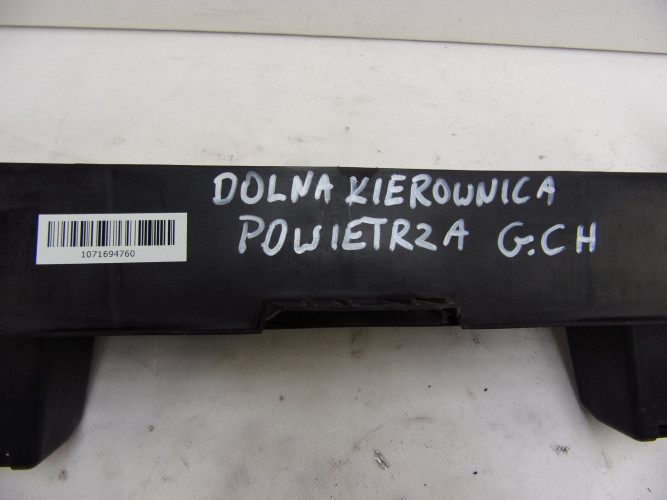 DOLNA KIEROWNICA
POWIETRZA G.CH
1071694760